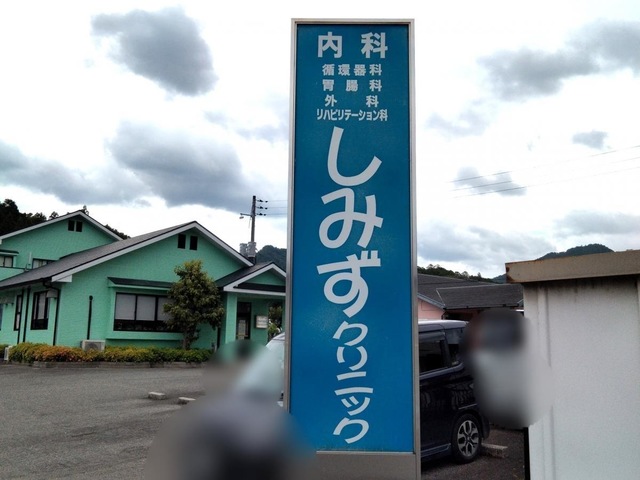 内科
循環器科
胃腸科
外科
リハビリテーション科
しみずクリニック